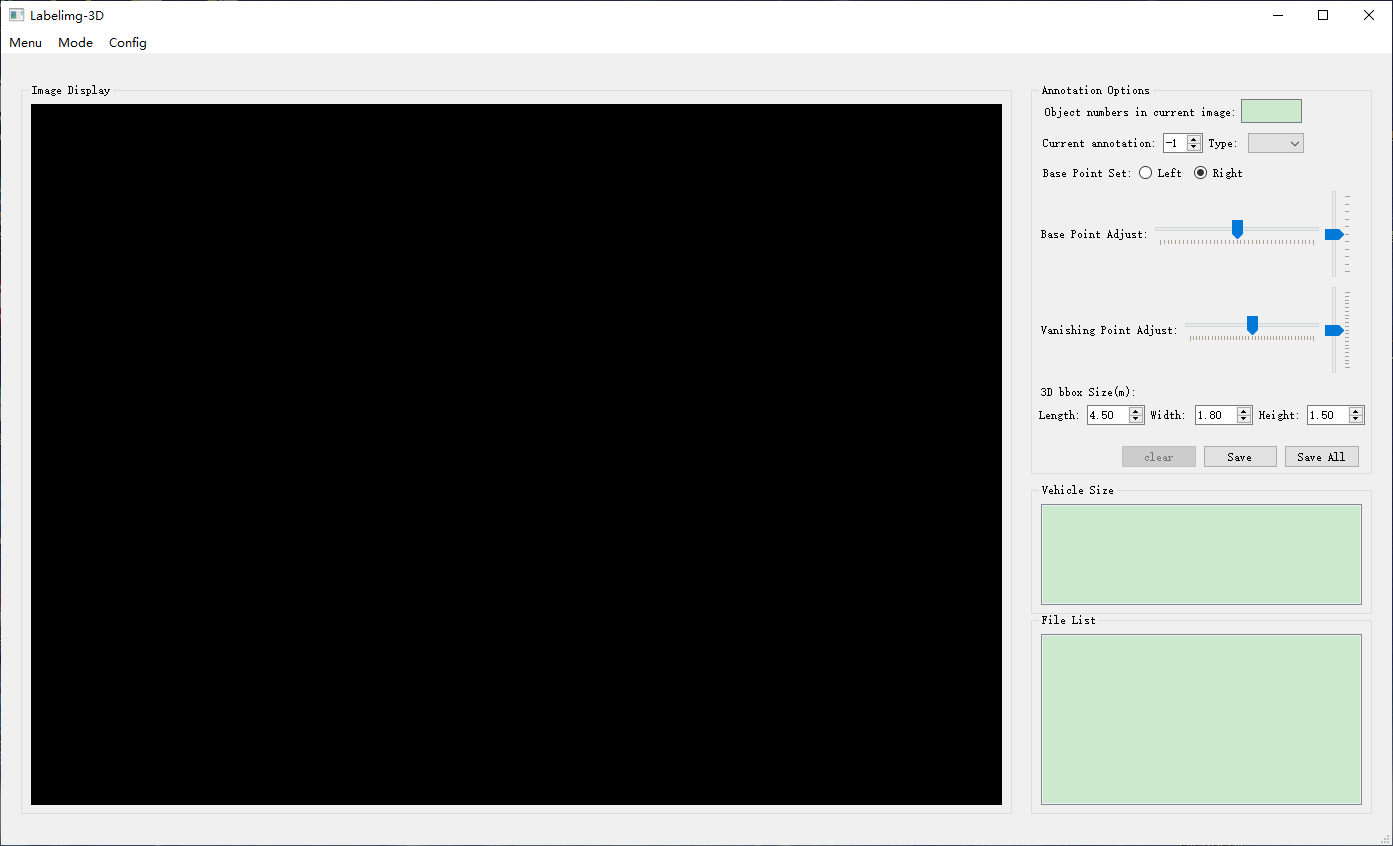 Labelimg-3D
Menu Mode Config
Image Display
Annotation Options
Object numbers in current image:
Current annotation: -1 Type:
Base Point Set: Left Right
Base Point Adjust:
Vanishing Point Adjust:
3D bbox Size(m):
Length: 4.50 Width: 1.80 Height: 1.50
clear Save Save All
Vehicle Size
File List